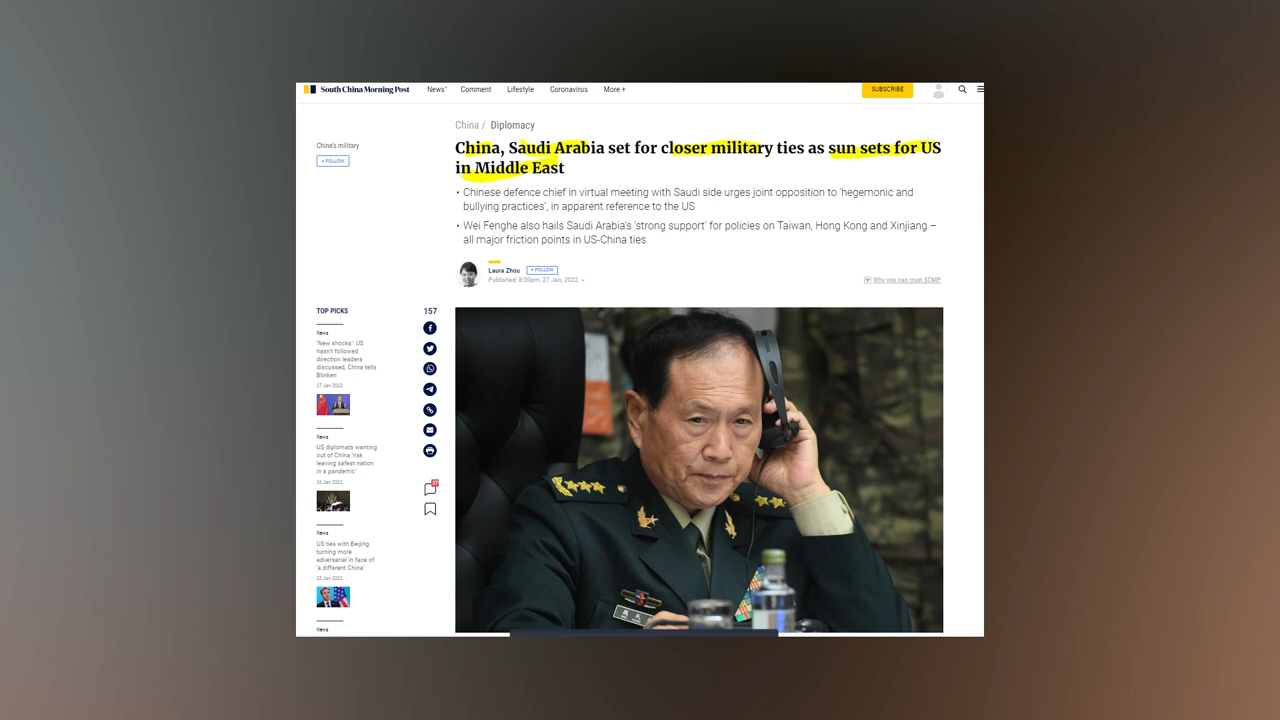 South China Morning Post
News
Comment
Lifestyle
Coronavirus
More +
SUBSCRIBE
China / Diplomacy
China's military
+ FOLLOW
China, Saudi Arabia set for closer military ties as sun sets for US
in Middle East
• Chinese defence chief in virtual meeting with Saudi side urges joint opposition to 'hegemonic and
bullying practices', in apparent reference to the US
• Wei Fenghe also hails Saudi Arabia's 'strong support' for policies on Taiwan, Hong Kong and Xinjiang –
all major friction points in US-China ties
Laura Zhou
+ FOLLOW
Published: 8:00pm, 27 Jan, 2022
Why you can trust SCMP
TOP PICKS
157
News
'New shocks': US
hasn't followed
direction leaders
discussed, China tells
Blinken
27 Jan 2022
News
US diplomats wanting
out of China 'risk
leaving safest nation
in a pandemic'
26 Jan 2022
News
US ties with Beijing
turning more
adversarial in face of
'a different China'
News